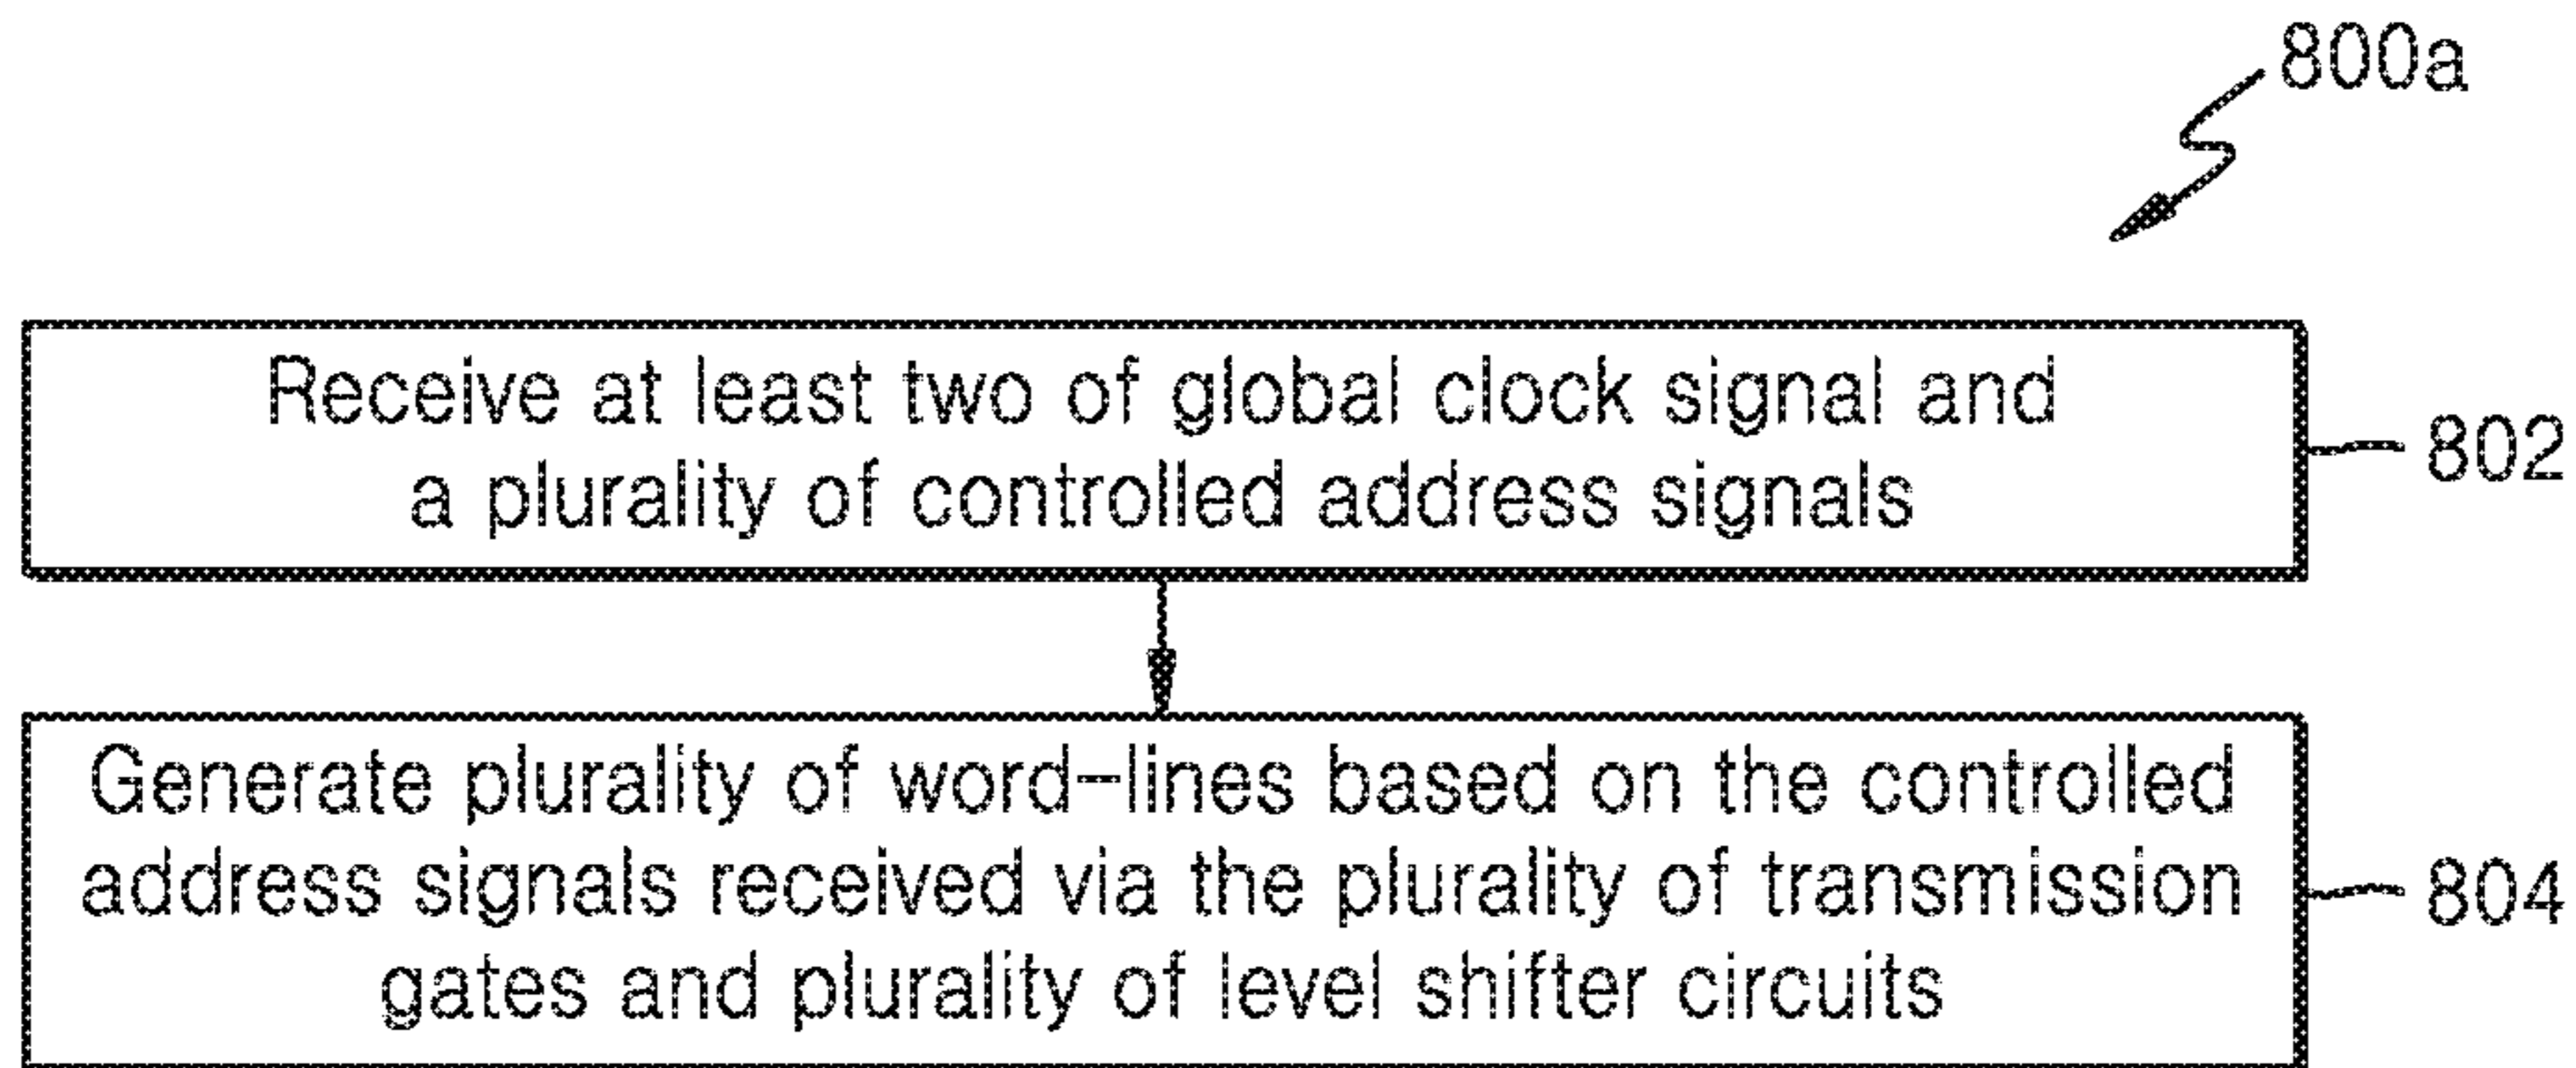 800a
Receive at least two of global clock signal and
a plurality of controlled address signals
802
Generate plurality of word-lines based on the controlled
address signals received via the plurality of transmission
gates and plurality of level shifter circuits
804